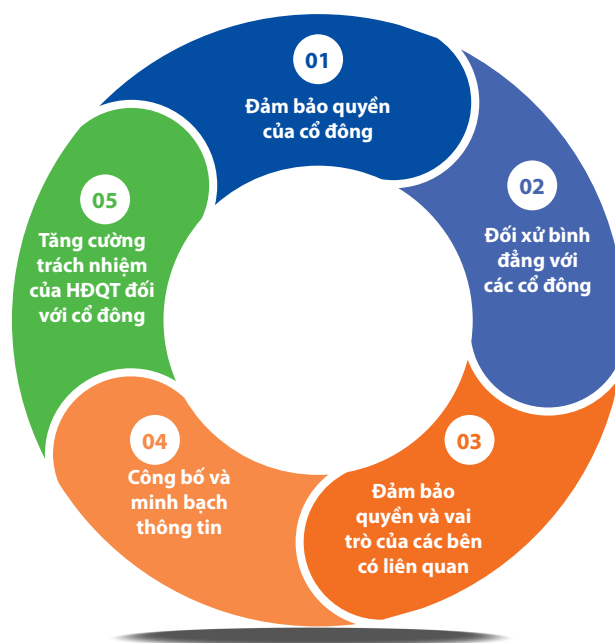 01
Đảm bảo quyền
của cổ đông
02
Đối xử bình
đẳng với
các cổ đông
03
Đảm bảo
quyền và vai
trò của các bên
có liên quan
04
Công bố và
minh bạch
thông tin
05
Tăng cường
trách nhiệm
của HĐQT đối
với cổ đông